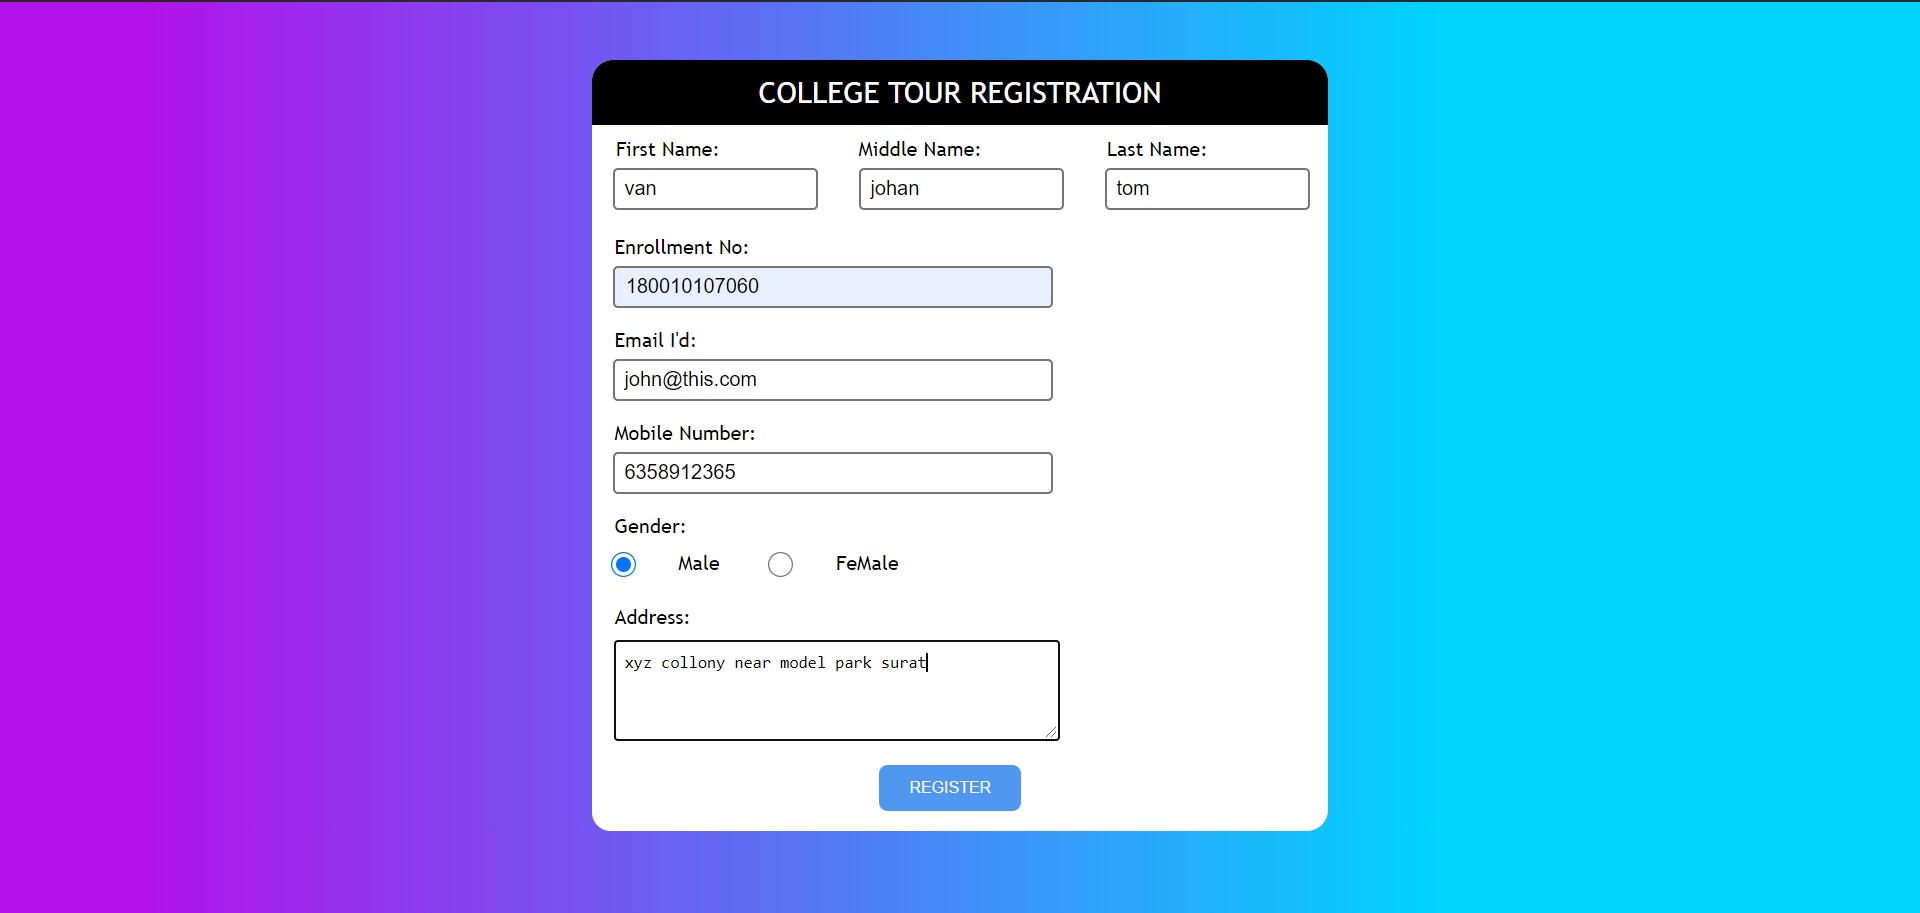 COLLEGE TOUR REGISTRATION
First Name: Middle Name: Last Name:
van johan tom
Enrollment No:
180010107060
Email I'd:
john@this.com
Mobile Number:
6358912365
Gender:
Male FeMale
Address:
xyz collony near model park surat
REGISTER